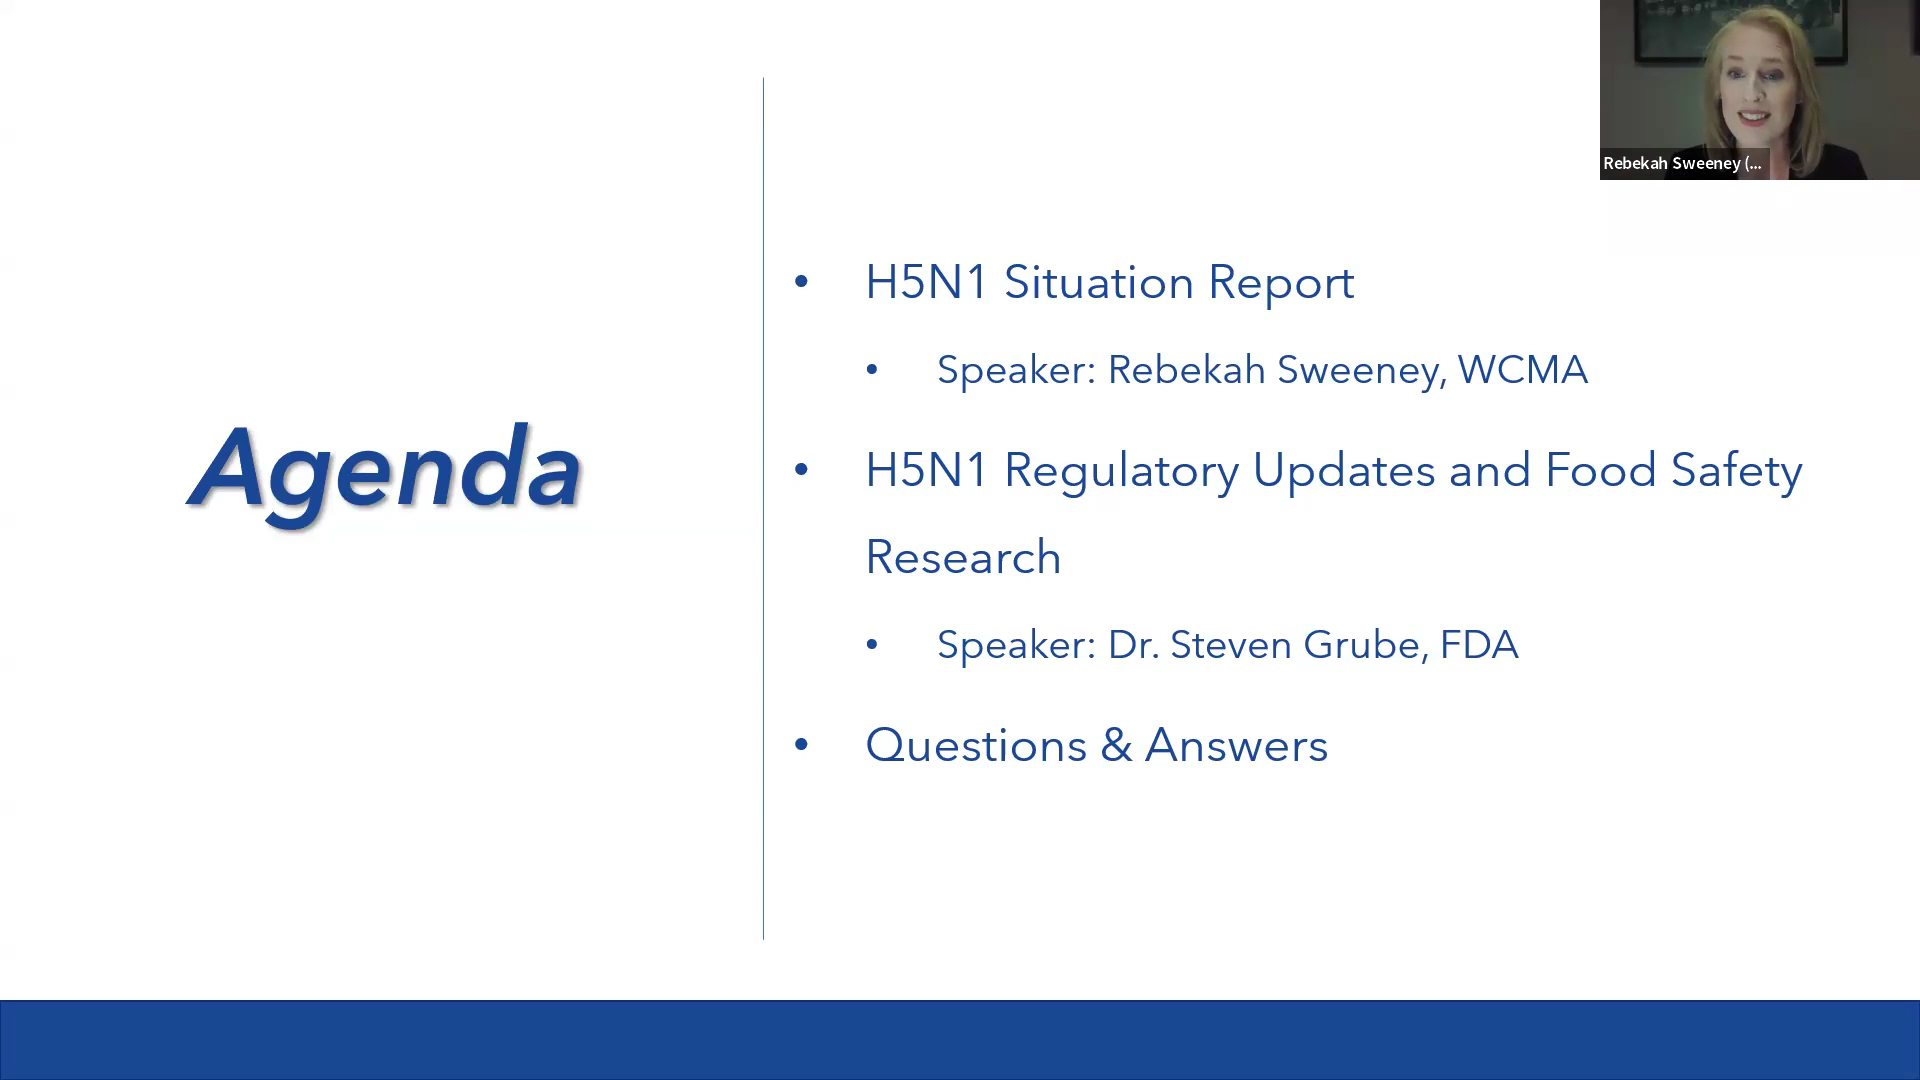 Rebekah Sweeney (...
Agenda
• H5N1 Situation Report
• Speaker: Rebekah Sweeney, WCMA
• H5N1 Regulatory Updates and Food Safety
Research
• Speaker: Dr. Steven Grube, FDA
• Questions & Answers